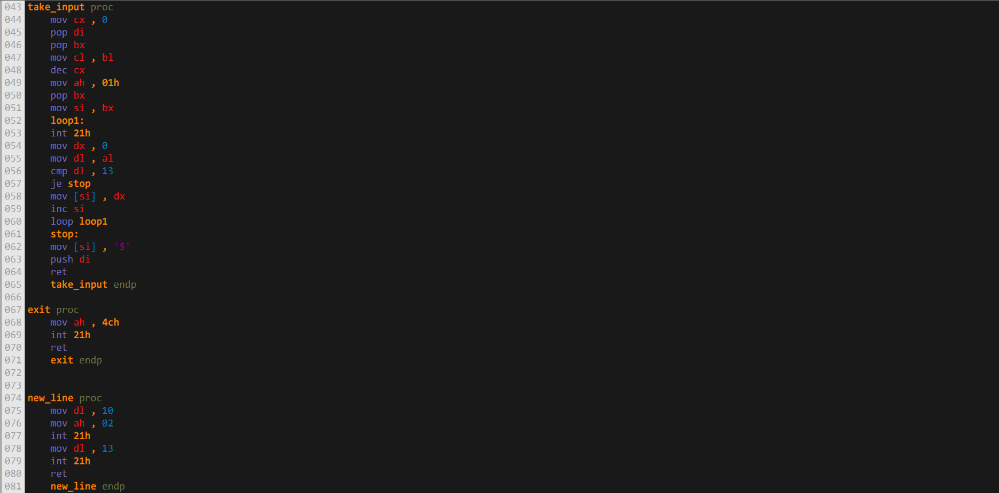 043 take_input proc
044 mov cx , 0
045 pop di
046 pop bx
047 mov cl , bl
048 dec cx
049 mov ah , 01h
050 pop bx
051 mov si , bx
052 loop1:
053 int 21h
054 mov dx , 0
055 mov dl , al
056 cmp dl , 13
057 je stop
058 mov [si] , dx
059 inc si
060 loop loop1
061 stop:
062 mov [si] , '$'
063 push di
064 ret
065 take_input endp
066
067 exit proc
068 mov ah , 4ch
069 int 21h
070 ret
071 exit endp
072
073
074 new_line proc
075 mov dl , 10
076 mov ah , 02
077 int 21h
078 mov dl , 13
079 int 21h
080 ret
081 new_line endp